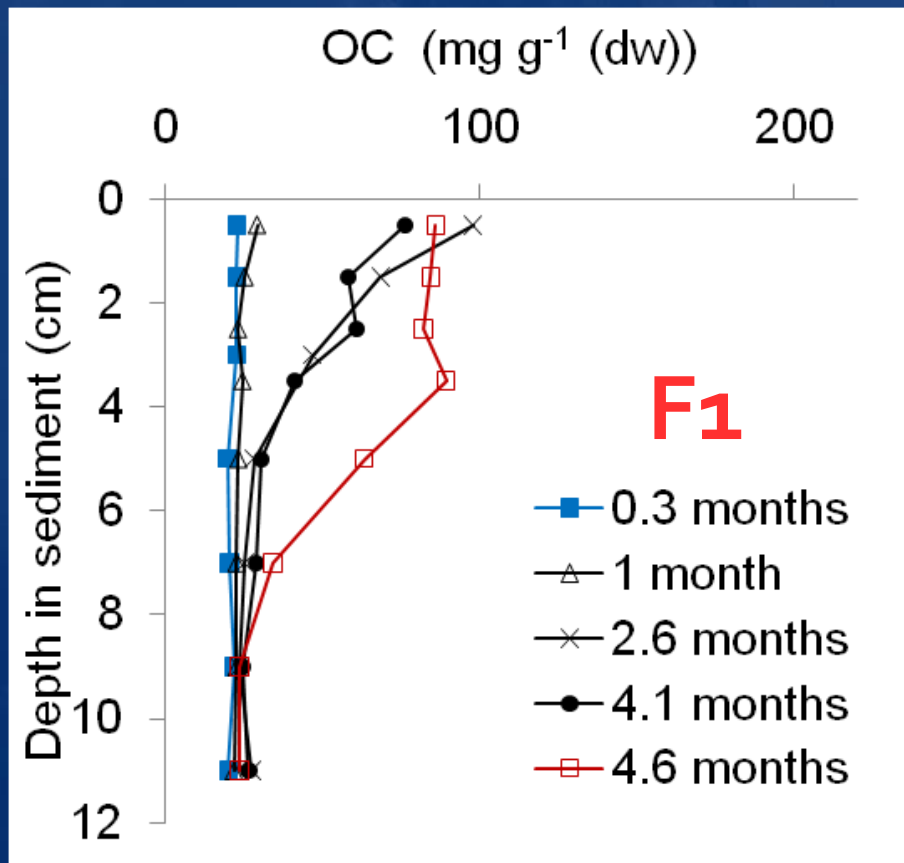 OC (mg g⁻¹ (dw))
0 100 200
0
2
4
6
8
10
12
Depth in sediment (cm)
F1
0.3 months
1 month
2.6 months
4.1 months
4.6 months